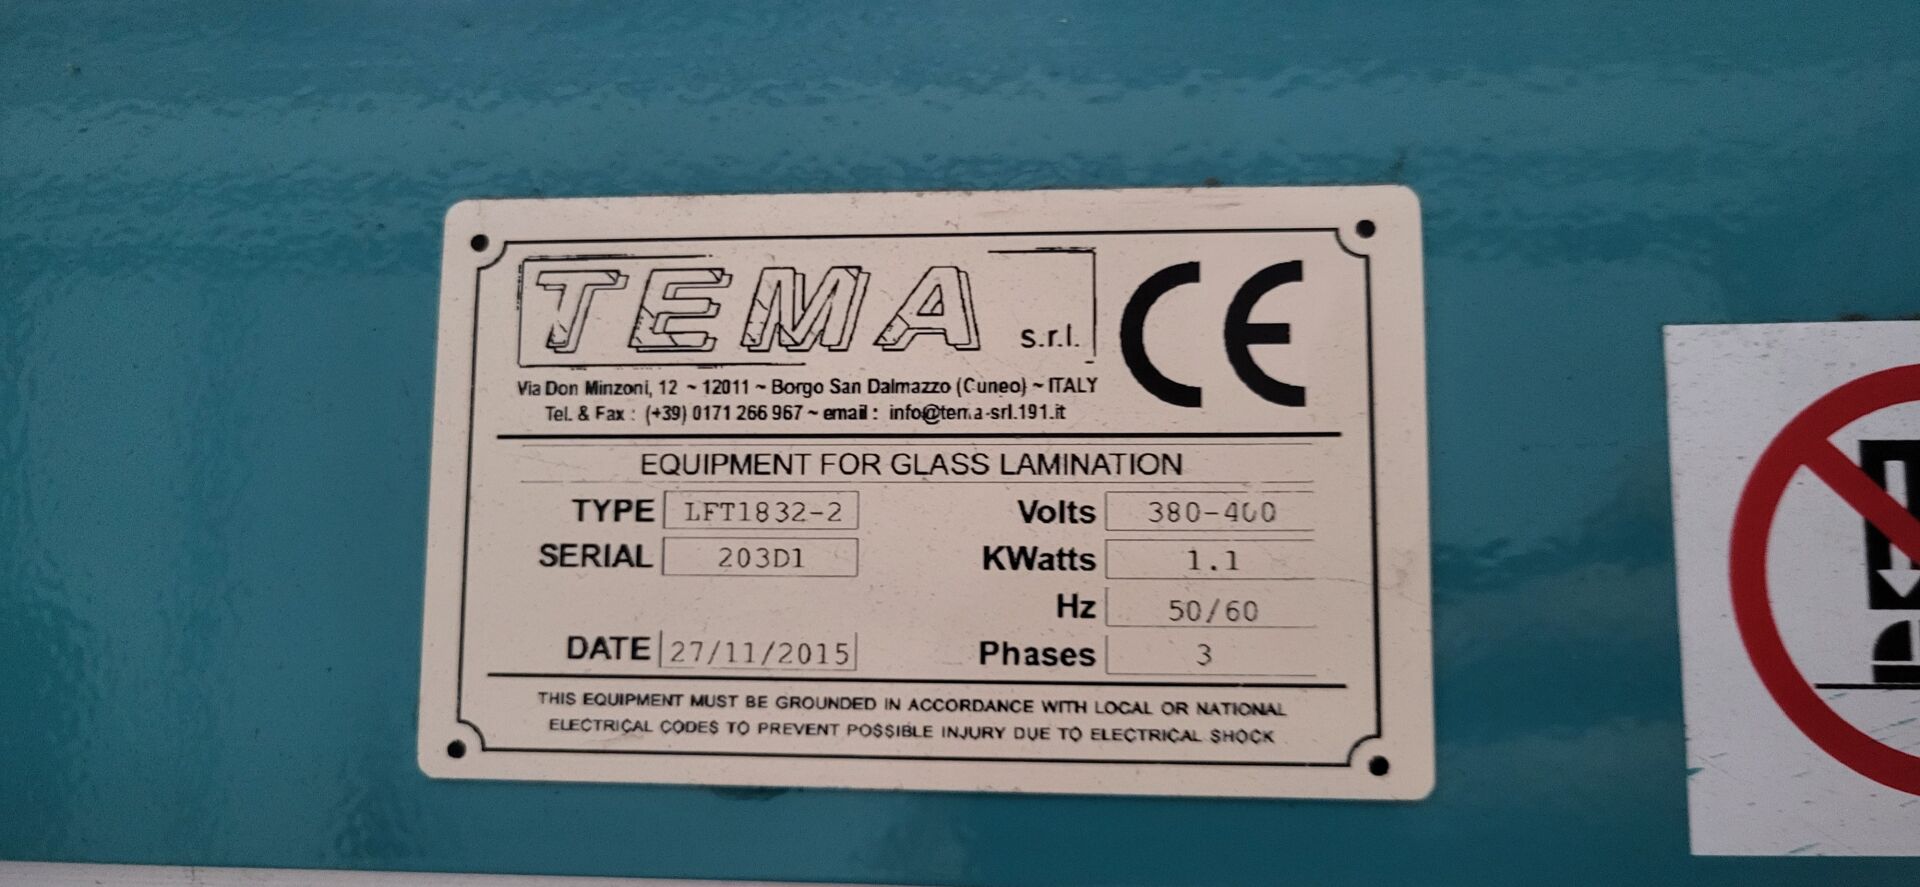 TEMA s.r.l.
CE
Via Don Minzoni, 12 ~ 12011 ~ Borgo San Dalmazzo (Cuneo) ~ ITALY
Tel. & Fax : (+39) 0171 266 967 ~ email : info@tema-srl.191.it
EQUIPMENT FOR GLASS LAMINATION
TYPE LFT1832-2 Volts 380-400
SERIAL 203D1 KWatts 1.1
Hz 50/60
DATE 27/11/2015 Phases 3
THIS EQUIPMENT MUST BE GROUNDED IN ACCORDANCE WITH LOCAL OR NATIONAL
ELECTRICAL CODES TO PREVENT POSSIBLE INJURY DUE TO ELECTRICAL SHOCK